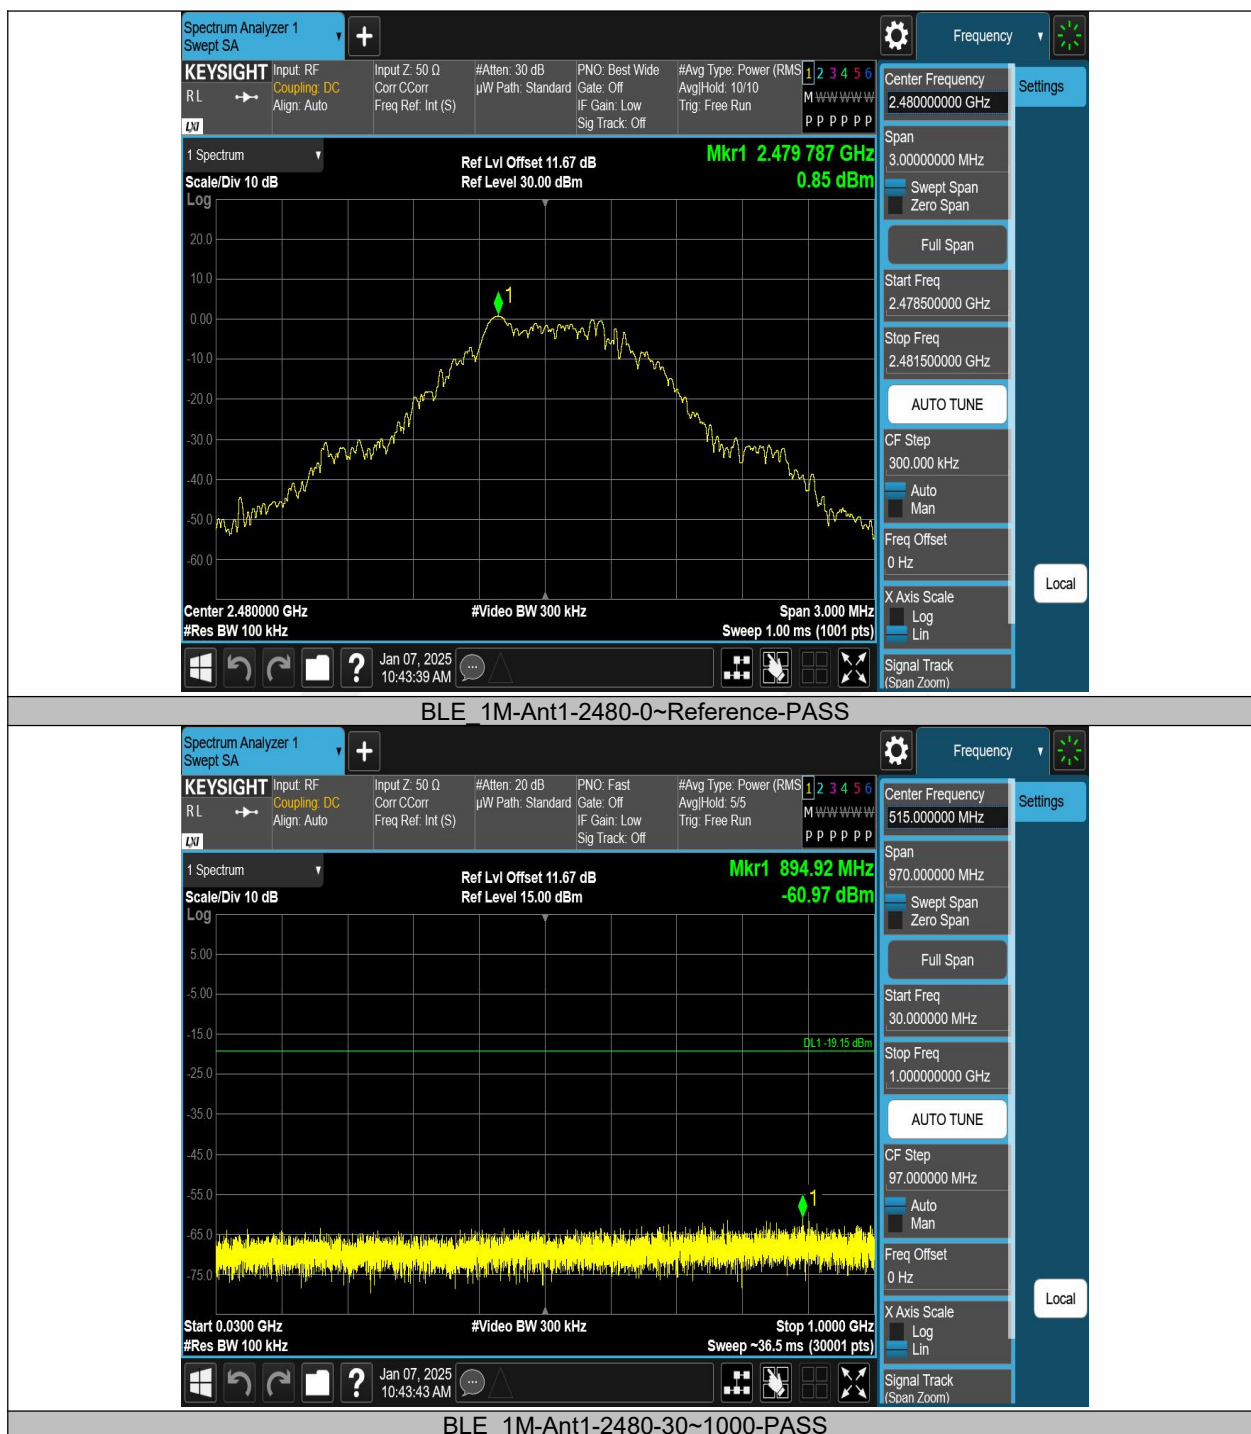 Spectrum Analyzer 1
Swept SA
Frequency
KEYSIGHT
RL
LXI
Input: RF
Coupling: DC
Align: Auto
Input Z: 50 Ω
Corr CCorr
Freq Ref: Int (S)
#Atten: 30 dB
µW Path: Standard
PNO: Best Wide
Gate: Off
IF Gain: Low
Sig Track: Off
#Avg Type: Power (RMS
Avg|Hold: 10/10
Trig: Free Run
1 2 3 4 5 6
M W W W W W
P P P P P P
1 Spectrum
Scale/Div 10 dB
Log
Ref Lvl Offset 11.67 dB
Ref Level 30.00 dBm
Mkr1 2.479 787 GHz
0.85 dBm
20.0
10.0
0.00
-10.0
-20.0
-30.0
-40.0
-50.0
-60.0
1
Center 2.480000 GHz
#Res BW 100 kHz
#Video BW 300 kHz
Span 3.000 MHz
Sweep 1.00 ms (1001 pts)
Jan 07, 2025
10:43:39 AM
Center Frequency
2.480000000 GHz
Span
3.00000000 MHz
Swept Span
Zero Span
Full Span
Start Freq
2.478500000 GHz
Stop Freq
2.481500000 GHz
AUTO TUNE
CF Step
300.000 kHz
Auto
Man
Freq Offset
0 Hz
X Axis Scale
Log
Lin
Signal Track
(Span Zoom)
Settings
Local
BLE_1M-Ant1-2480-0~Reference-PASS
Spectrum Analyzer 1
Swept SA
Frequency
KEYSIGHT
RL
LXI
Input: RF
Coupling: DC
Align: Auto
Input Z: 50 Ω
Corr CCorr
Freq Ref: Int (S)
#Atten: 20 dB
µW Path: Standard
PNO: Fast
Gate: Off
IF Gain: Low
Sig Track: Off
#Avg Type: Power (RMS
Avg|Hold: 5/5
Trig: Free Run
1 2 3 4 5 6
M W W W W W
P P P P P P
1 Spectrum
Scale/Div 10 dB
Log
Ref Lvl Offset 11.67 dB
Ref Level 15.00 dBm
Mkr1 894.92 MHz
-60.97 dBm
5.00
-5.00
-15.0
-25.0
-35.0
-45.0
-55.0
-65.0
-75.0
DL1 -19.15 dBm
1
Start 0.0300 GHz
#Res BW 100 kHz
#Video BW 300 kHz
Stop 1.0000 GHz
Sweep ~36.5 ms (30001 pts)
Jan 07, 2025
10:43:43 AM
Center Frequency
515.000000 MHz
Span
970.000000 MHz
Swept Span
Zero Span
Full Span
Start Freq
30.000000 MHz
Stop Freq
1.000000000 GHz
AUTO TUNE
CF Step
97.000000 MHz
Auto
Man
Freq Offset
0 Hz
X Axis Scale
Log
Lin
Signal Track
(Span Zoom)
Settings
Local
BLE_1M-Ant1-2480-30~1000-PASS